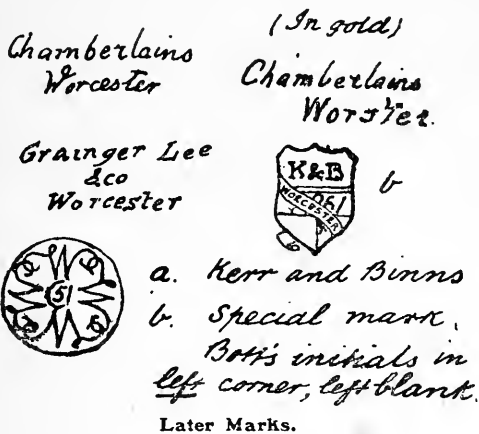 (In gold)
Chamberlains
Worcester
Chamberlains
Wor
Grainger Lee
&co
Worcester
K&B
WORCESTER
b
51
a. Kerr and Binns
b. Special mark.
Bott's initials in
left corner, left blank.
Later Marks.